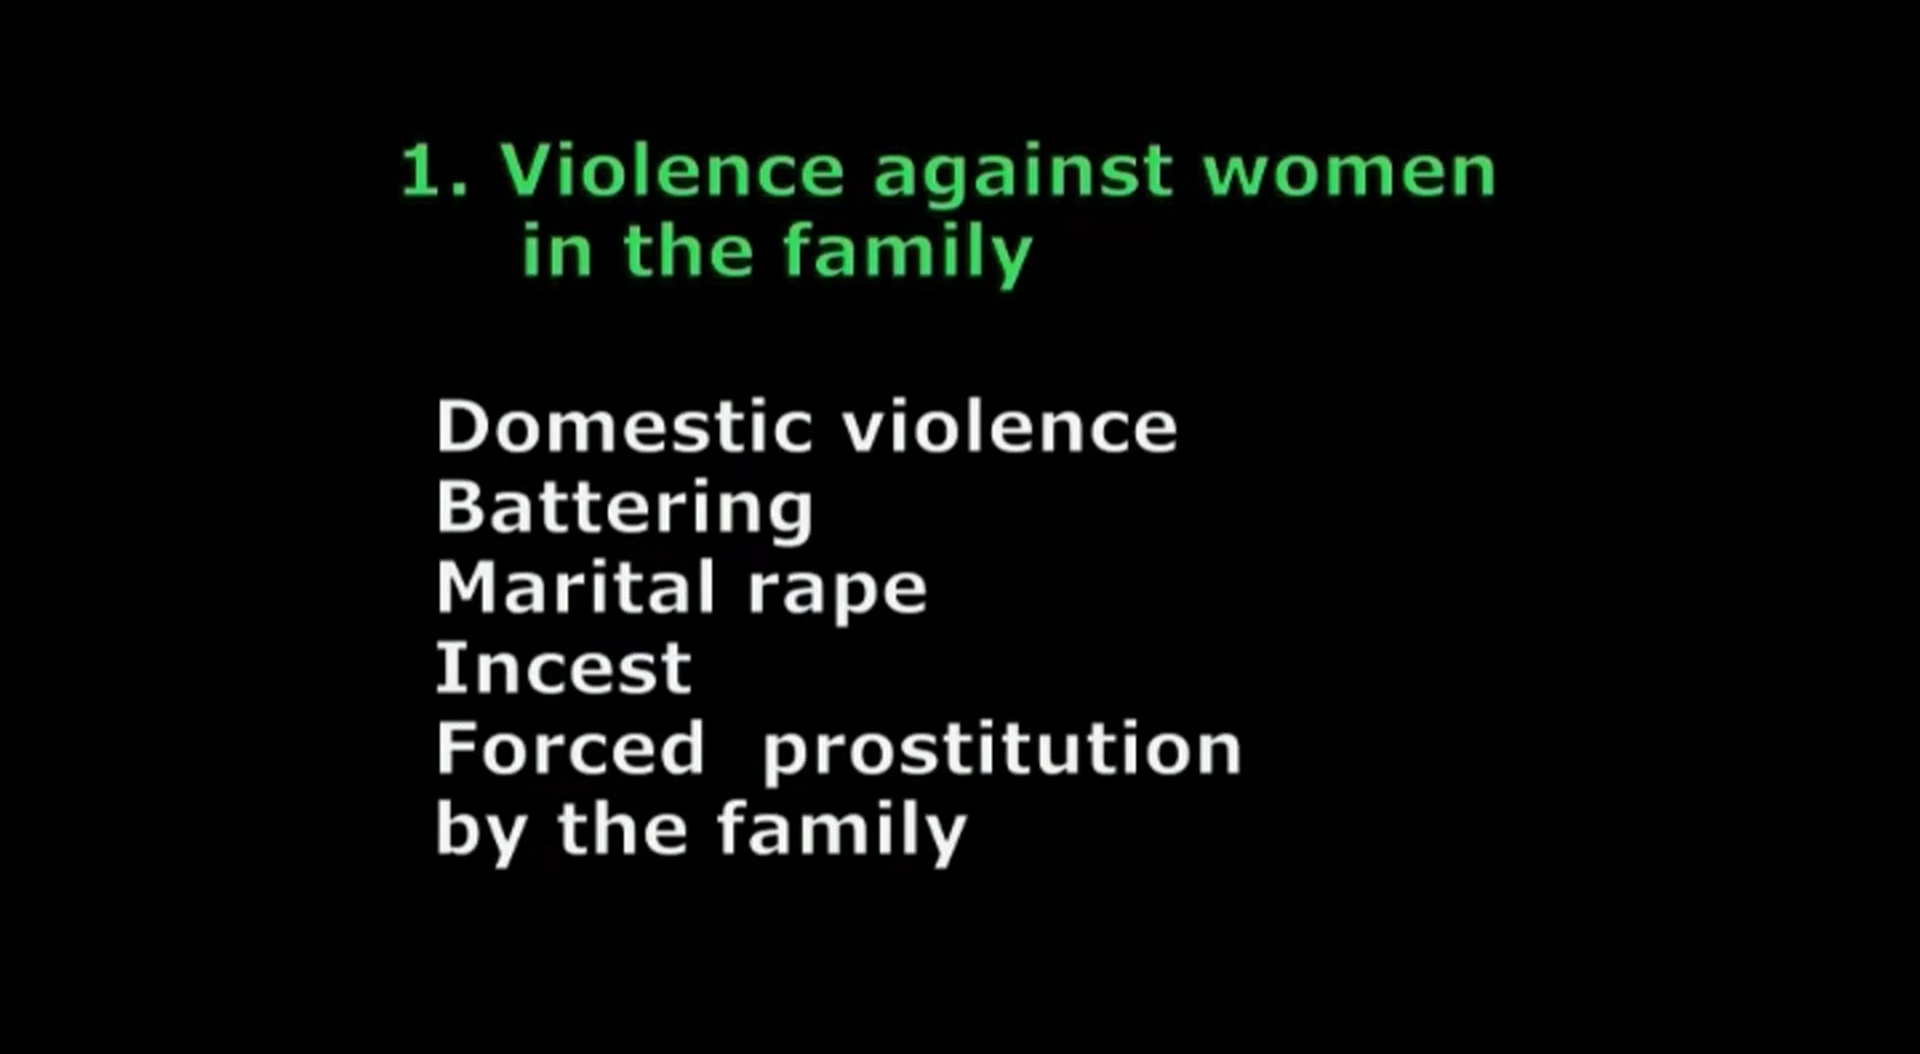 1. Violence against women
in the family
Domestic violence
Battering
Marital rape
Incest
Forced prostitution
by the family